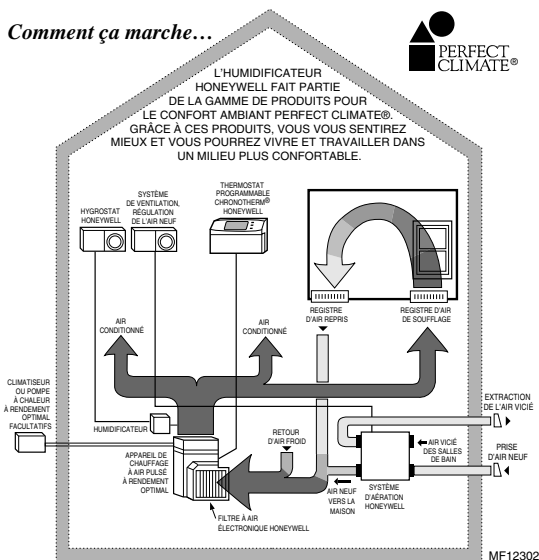 Comment ça marche…
PERFECT
CLIMATE®
L'HUMIDIFICATEUR
HONEYWELL FAIT PARTIE
DE LA GAMME DE PRODUITS POUR
LE CONFORT AMBIANT PERFECT CLIMATE®.
GRÂCE À CES PRODUITS, VOUS VOUS SENTIREZ
MIEUX ET VOUS POURREZ VIVRE ET TRAVAILLER DANS
UN MILIEU PLUS CONFORTABLE.
HYGROSTAT
HONEYWELL
SYSTÈME
DE VENTILATION,
RÉGULATION
DE L'AIR NEUF
THERMOSTAT
PROGRAMMABLE
CHRONOTHERM®
HONEYWELL
REGISTRE
D'AIR REPRIS
REGISTRE D'AIR
DE SOUFFLAGE
AIR
CONDITIONNÉ
AIR
CONDITIONNÉ
CLIMATISEUR
OU POMPE
À CHALEUR
À RENDEMENT
OPTIMAL
FACULTATIFS
HUMIDIFICATEUR
APPAREIL DE
CHAUFFAGE
À AIR PULSÉ
À RENDEMENT
OPTIMAL
RETOUR
D'AIR FROID
FILTRE À AIR
ÉLECTRONIQUE HONEYWELL
AIR NEUF
VERS LA
MAISON
SYSTÈME
D'AÉRATION
HONEYWELL
AIR VICIÉ
DES SALLES
DE BAIN
EXTRACTION
DE L'AIR VICIÉ
PRISE
D'AIR NEUF
MF12302